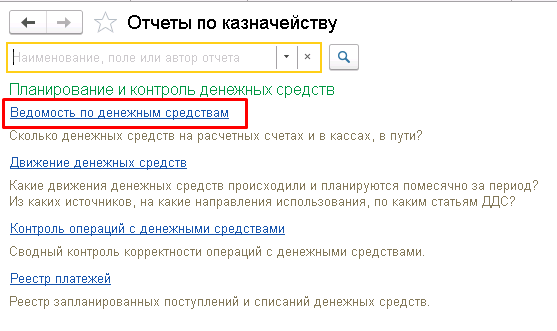 Отчеты по казначейству
Наименование, поле или автор отчета
Планирование и контроль денежных средств
Ведомость по денежным средствам
Сколько денежных средств на расчетных счетах и в кассах, в пути?
Движение денежных средств
Какие движения денежных средств происходили и планируются помесячно за период?
Из каких источников, на какие направления использования, по каким статьям ДДС?
Контроль операций с денежными средствами
Сводный контроль корректности операций с денежными средствами.
Реестр платежей
Реестр запланированных поступлений и списаний денежных средств.